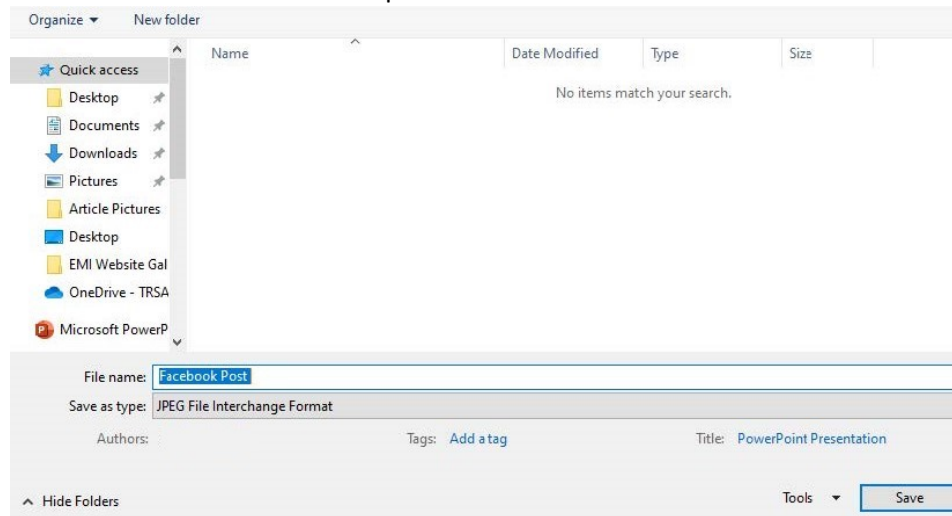 Organize New folder
Name Date Modified Type Size
Quick access
No items match your search.
Desktop
Documents
Downloads
Pictures
Article Pictures
Desktop
EMI Website Gal
OneDrive - TRSA
Microsoft PowerP
File name: Facebook Post
Save as type: JPEG File Interchange Format
Authors: Tags: Add a tag Title: PowerPoint Presentation
Hide Folders Tools Save